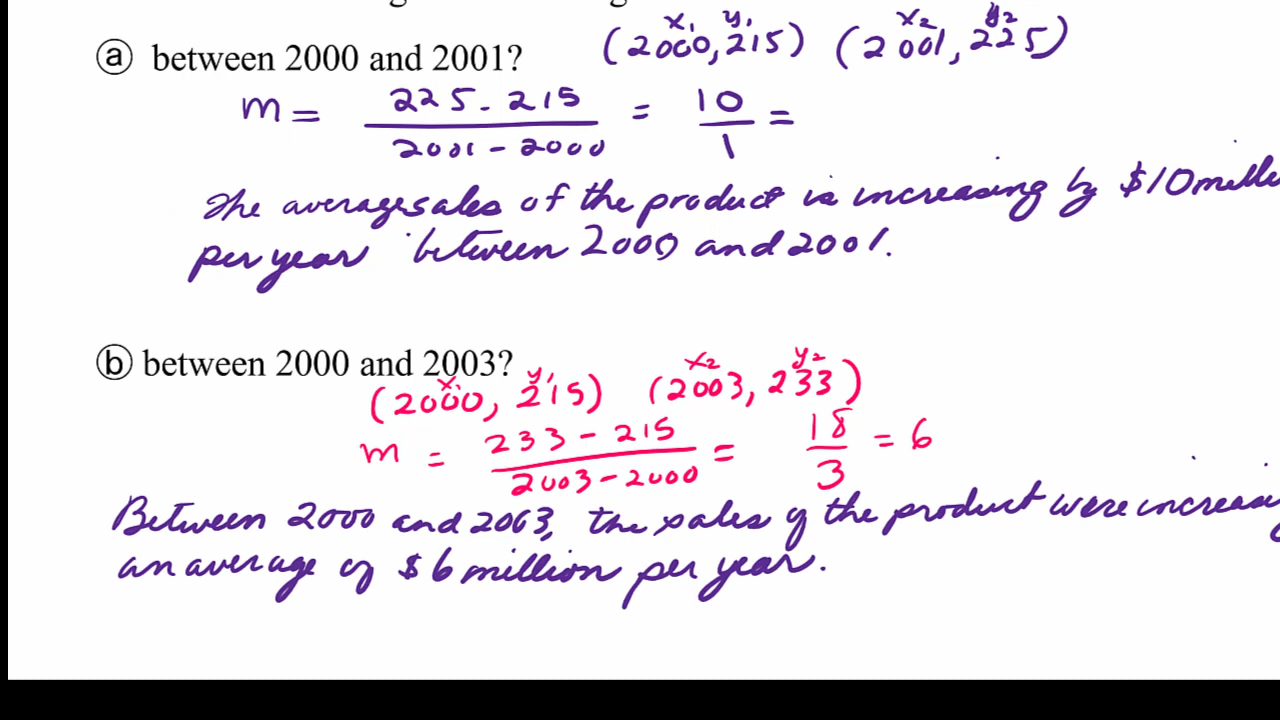 ⓐ between 2000 and 2001? (2000, 215) (2001, 225)
x₁ y₁ x₂ y₂
m = 225 - 215 / 2001 - 2000 = 10 / 1 =
The average sales of the product is increasing by $10 mille
per year between 2000 and 2001.
ⓑ between 2000 and 2003?
x₁ y₁ x₂ y₂
(2000, 215) (2003, 233)
m = 233 - 215 / 2003 - 2000 = 18 / 3 = 6
Between 2000 and 2003, the sales of the product were increasing
an average of $6 million per year.